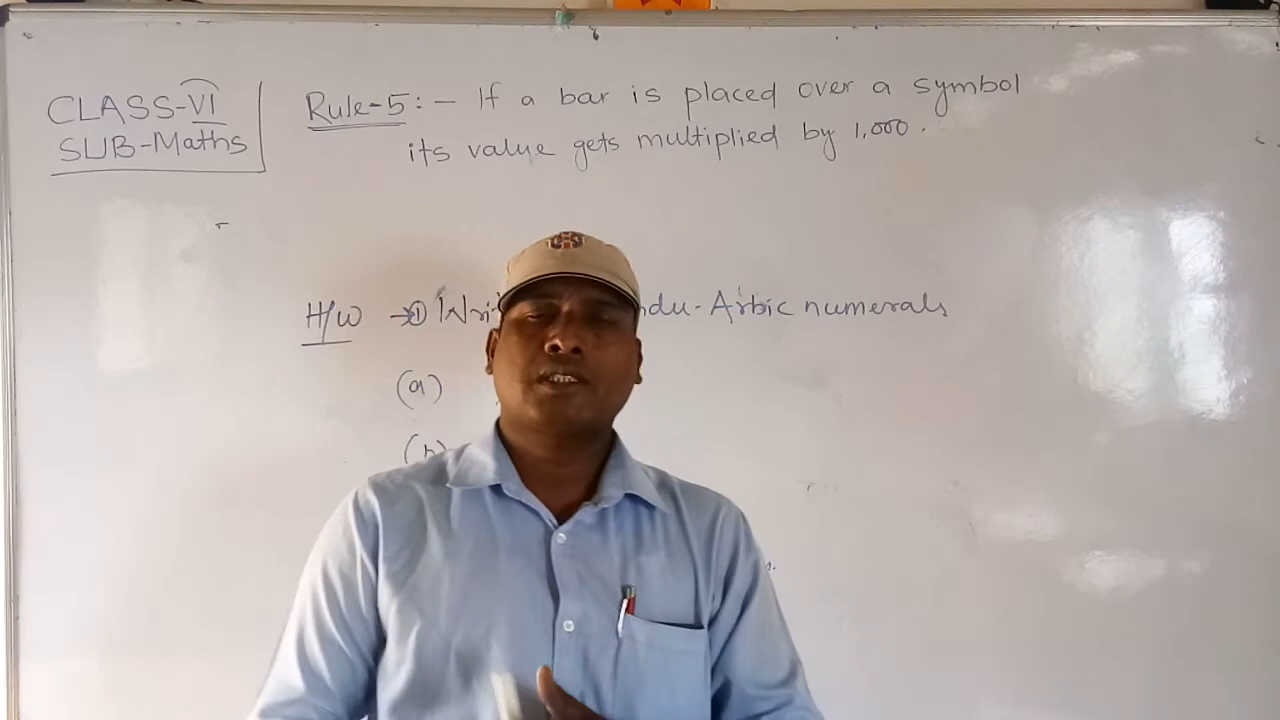 CLASS-VI
SUB-Maths
Rule-5:- If a bar is placed over a symbol
its value gets multiplied by 1,000.
H/W → ① Arbic numerals
(a)
(b)